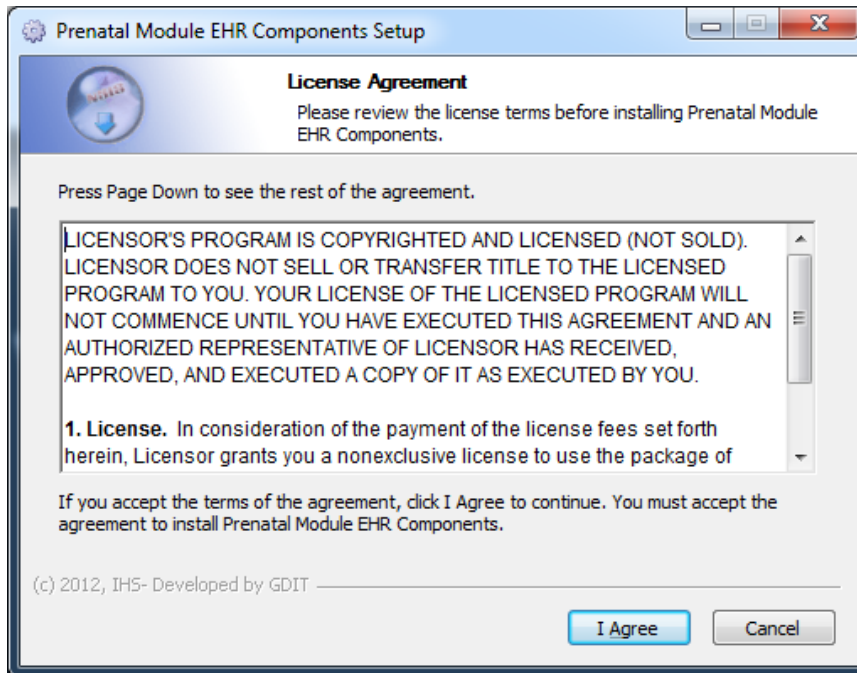 Prenatal Module EHR Components Setup
License Agreement
Please review the license terms before installing Prenatal Module
EHR Components.
Press Page Down to see the rest of the agreement.
LICENSOR'S PROGRAM IS COPYRIGHTED AND LICENSED (NOT SOLD).
LICENSOR DOES NOT SELL OR TRANSFER TITLE TO THE LICENSED
PROGRAM TO YOU. YOUR LICENSE OF THE LICENSED PROGRAM WILL
NOT COMMENCE UNTIL YOU HAVE EXECUTED THIS AGREEMENT AND AN
AUTHORIZED REPRESENTATIVE OF LICENSOR HAS RECEIVED,
APPROVED, AND EXECUTED A COPY OF IT AS EXECUTED BY YOU.
1. License. In consideration of the payment of the license fees set forth
herein, Licensor grants you a nonexclusive license to use the package of
If you accept the terms of the agreement, click I Agree to continue. You must accept the
agreement to install Prenatal Module EHR Components.
(c) 2012, IHS- Developed by GDIT
I Agree
Cancel